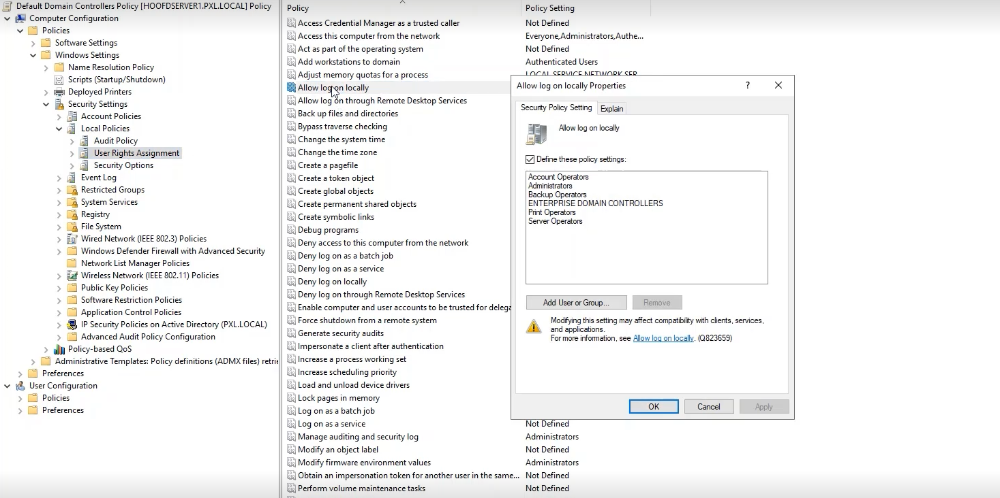 Default Domain Controllers Policy [HOOFDSERVER1.PXL.LOCAL] Policy
Computer Configuration
Policies
Software Settings
Windows Settings
Name Resolution Policy
Scripts (Startup/Shutdown)
Deployed Printers
Security Settings
Account Policies
Local Policies
Audit Policy
User Rights Assignment
Security Options
Event Log
Restricted Groups
System Services
Registry
File System
Wired Network (IEEE 802.3) Policies
Windows Defender Firewall with Advanced Security
Network List Manager Policies
Wireless Network (IEEE 802.11) Policies
Public Key Policies
Software Restriction Policies
Application Control Policies
IP Security Policies on Active Directory (PXL.LOCAL)
Advanced Audit Policy Configuration
Policy-based QoS
Administrative Templates: Policy definitions (ADMX files) retrie
Preferences
User Configuration
Policies
Preferences
Policy Policy Setting
Access Credential Manager as a trusted caller Not Defined
Access this computer from the network Everyone,Administrators,Authe...
Act as part of the operating system Not Defined
Add workstations to domain Authenticated Users
Adjust memory quotas for a process LOCAL SERVICE,NETWORK SER
Allow log on locally
Allow log on through Remote Desktop Services
Back up files and directories
Bypass traverse checking
Change the system time
Change the time zone
Create a pagefile
Create a token object
Create global objects
Create permanent shared objects
Create symbolic links
Debug programs
Deny access to this computer from the network
Deny log on as a batch job
Deny log on as a service
Deny log on locally
Deny log on through Remote Desktop Services
Enable computer and user accounts to be trusted for delega
Force shutdown from a remote system
Generate security audits
Impersonate a client after authentication
Increase a process working set
Increase scheduling priority
Load and unload device drivers
Lock pages in memory
Log on as a batch job
Log on as a service Not Defined
Manage auditing and security log Administrators
Modify an object label Not Defined
Modify firmware environment values Administrators
Obtain an impersonation token for another user in the same... Not Defined
Perform volume maintenance tasks Not Defined
Allow log on locally Properties ?
Security Policy Setting Explain
Allow log on locally
Define these policy settings:
Account Operators
Administrators
Backup Operators
ENTERPRISE DOMAIN CONTROLLERS
Print Operators
Server Operators
Add User or Group... Remove
Modifying this setting may affect compatibility with clients, services,
and applications.
For more information, see Allow log on locally. (Q823659)
OK Cancel Apply